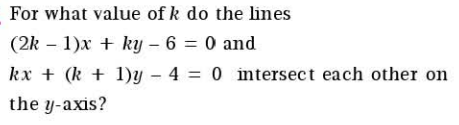 For what value of k do the lines
(2k – 1)x + ky – 6 = 0 and
kx + (k + 1)y – 4 = 0 intersect each other on
the y-axis?